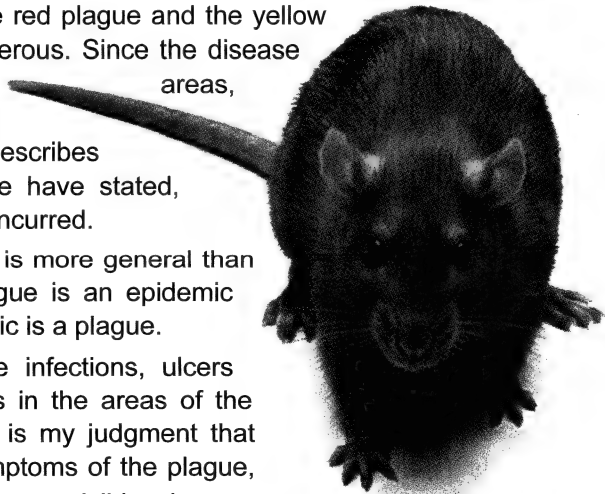 red plague and the yellow
erous. Since the disease
areas,
escribes
e have stated,
ncurred.
is more general than
gue is an epidemic
ic is a plague.
e infections, ulcers
s in the areas of the
is my judgment that
mptoms of the plague,